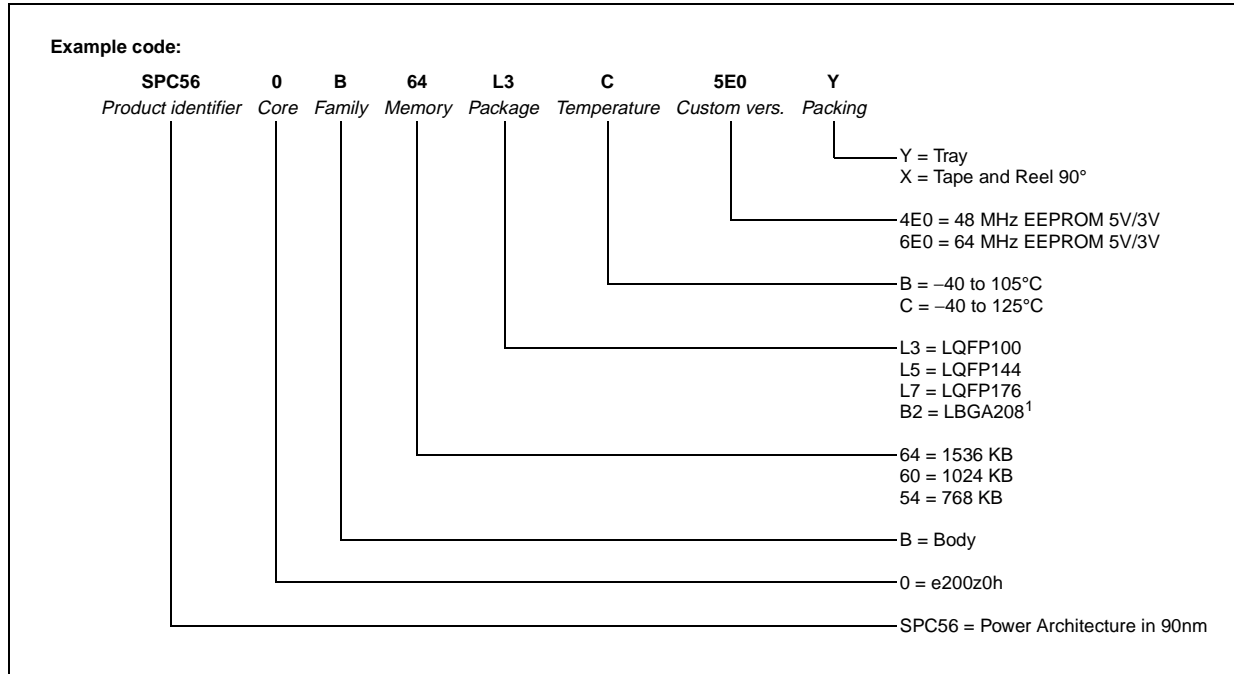 Example code:
SPC56 0 B 64 L3 C 5E0 Y
Product identifier Core Family Memory Package Temperature Custom vers. Packing
Y = Tray
X = Tape and Reel 90°
4E0 = 48 MHz EEPROM 5V/3V
6E0 = 64 MHz EEPROM 5V/3V
B = −40 to 105°C
C = −40 to 125°C
L3 = LQFP100
L5 = LQFP144
L7 = LQFP176
B2 = LBGA208¹
64 = 1536 KB
60 = 1024 KB
54 = 768 KB
B = Body
0 = e200z0h
SPC56 = Power Architecture in 90nm